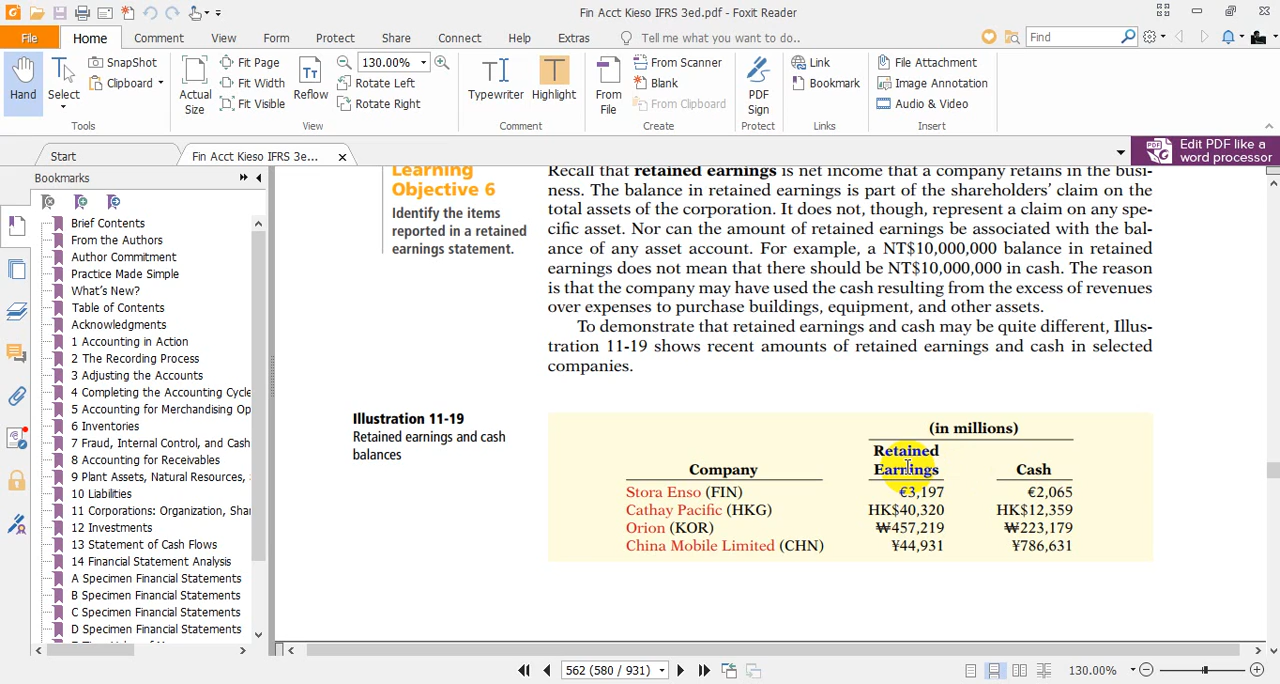 Fin Acct Kieso IFRS 3ed.pdf - Foxit Reader
File Home Comment View Form Protect Share Connect Help Extras Tell me what you want to do.. Find
SnapShot Fit Page 130.00% From Scanner Link File Attachment
Hand Select Clipboard Actual Size Fit Width Reflow Rotate Left Typewriter Highlight From File Blank PDF Sign Bookmark Image Annotation
Fit Visible Rotate Right From Clipboard Audio & Video
Tools View Comment Create Protect Links Insert
Start Fin Acct Kieso IFRS 3e... Edit PDF like a
word processor
Bookmarks
Brief Contents
From the Authors
Author Commitment
Practice Made Simple
What's New?
Table of Contents
Acknowledgments
1 Accounting in Action
2 The Recording Process
3 Adjusting the Accounts
4 Completing the Accounting Cycle
5 Accounting for Merchandising Op
6 Inventories
7 Fraud, Internal Control, and Cash
8 Accounting for Receivables
9 Plant Assets, Natural Resources,
10 Liabilities
11 Corporations: Organization, Shar
12 Investments
13 Statement of Cash Flows
14 Financial Statement Analysis
A Specimen Financial Statements
B Specimen Financial Statements
C Specimen Financial Statements
D Specimen Financial Statements
Learning
Objective 6
Identify the items
reported in a retained
earnings statement.
Recall that retained earnings is net income that a company retains in the busi-
ness. The balance in retained earnings is part of the shareholders' claim on the
total assets of the corporation. It does not, though, represent a claim on any spe-
cific asset. Nor can the amount of retained earnings be associated with the bal-
ance of any asset account. For example, a NT$10,000,000 balance in retained
earnings does not mean that there should be NT$10,000,000 in cash. The reason
is that the company may have used the cash resulting from the excess of revenues
over expenses to purchase buildings, equipment, and other assets.
To demonstrate that retained earnings and cash may be quite different, Illus-
tration 11-19 shows recent amounts of retained earnings and cash in selected
companies.
Illustration 11-19
Retained earnings and cash
balances
(in millions)
Retained
Company Earnings Cash
Stora Enso (FIN) €3,197 €2,065
Cathay Pacific (HKG) HK$40,320 HK$12,359
Orion (KOR) ₩457,219 ₩223,179
China Mobile Limited (CHN) ¥44,931 ¥786,631
562 (580 / 931) 130.00%